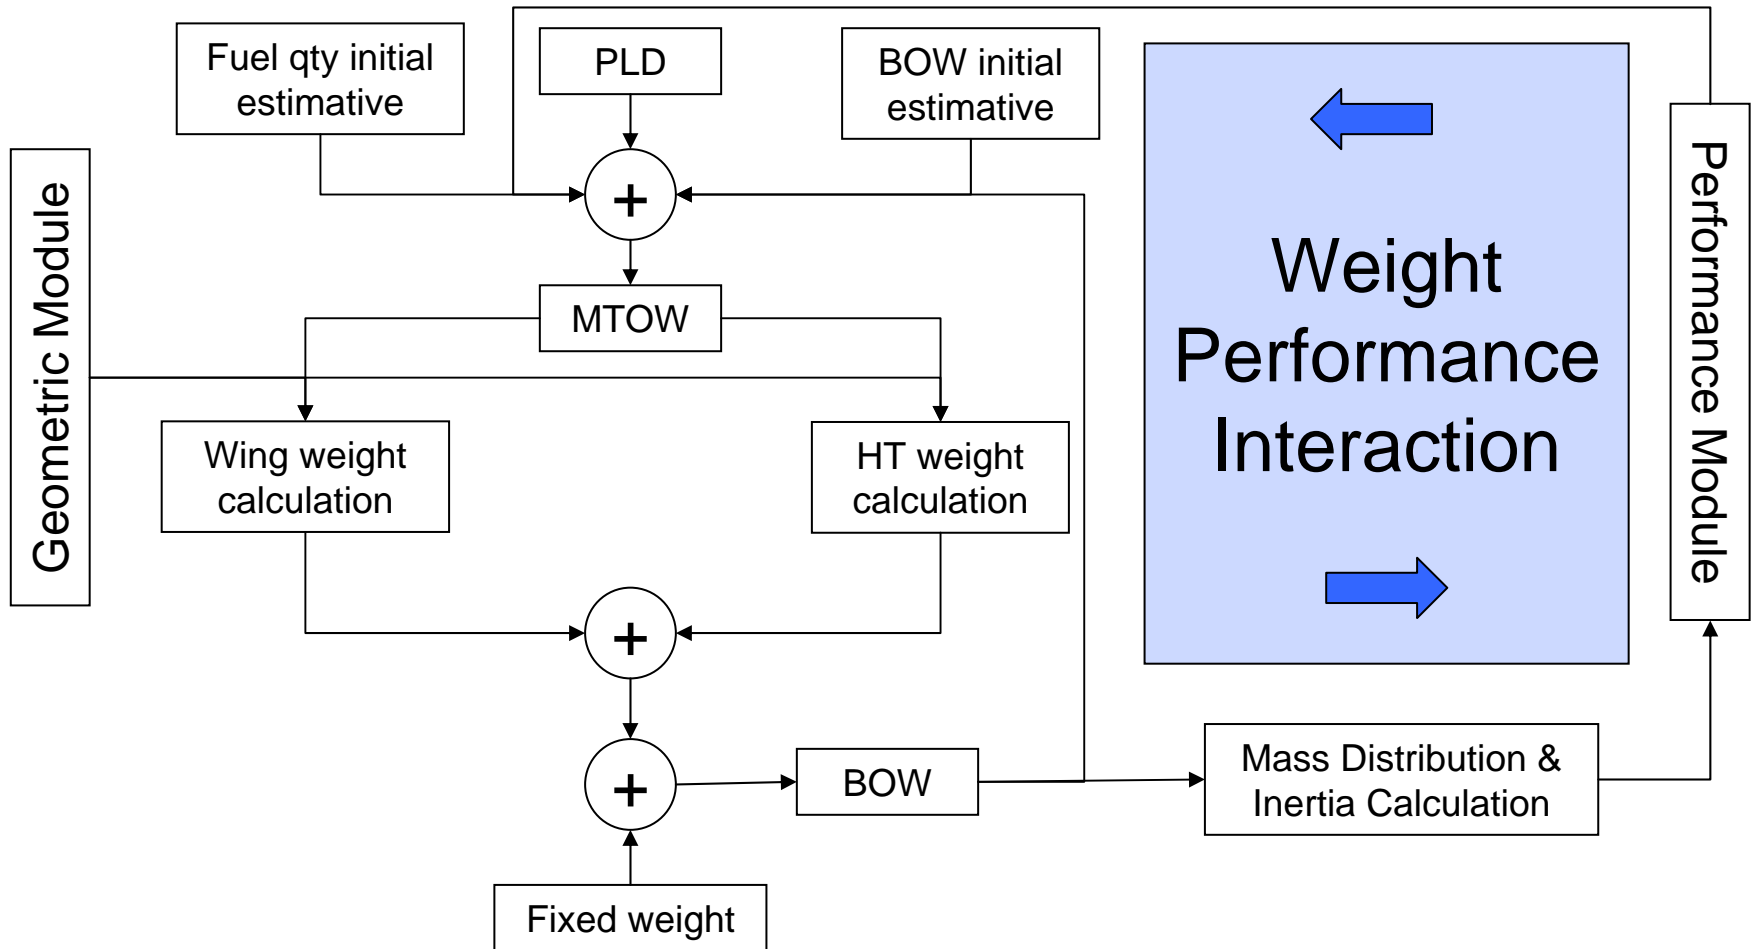 Fuel qty initial
estimative
PLD
BOW initial
estimative
+
MTOW
Geometric Module
Wing weight
calculation
HT weight
calculation
Weight
Performance
Interaction
Performance Module
+
+
BOW
Mass Distribution &
Inertia Calculation
Fixed weight